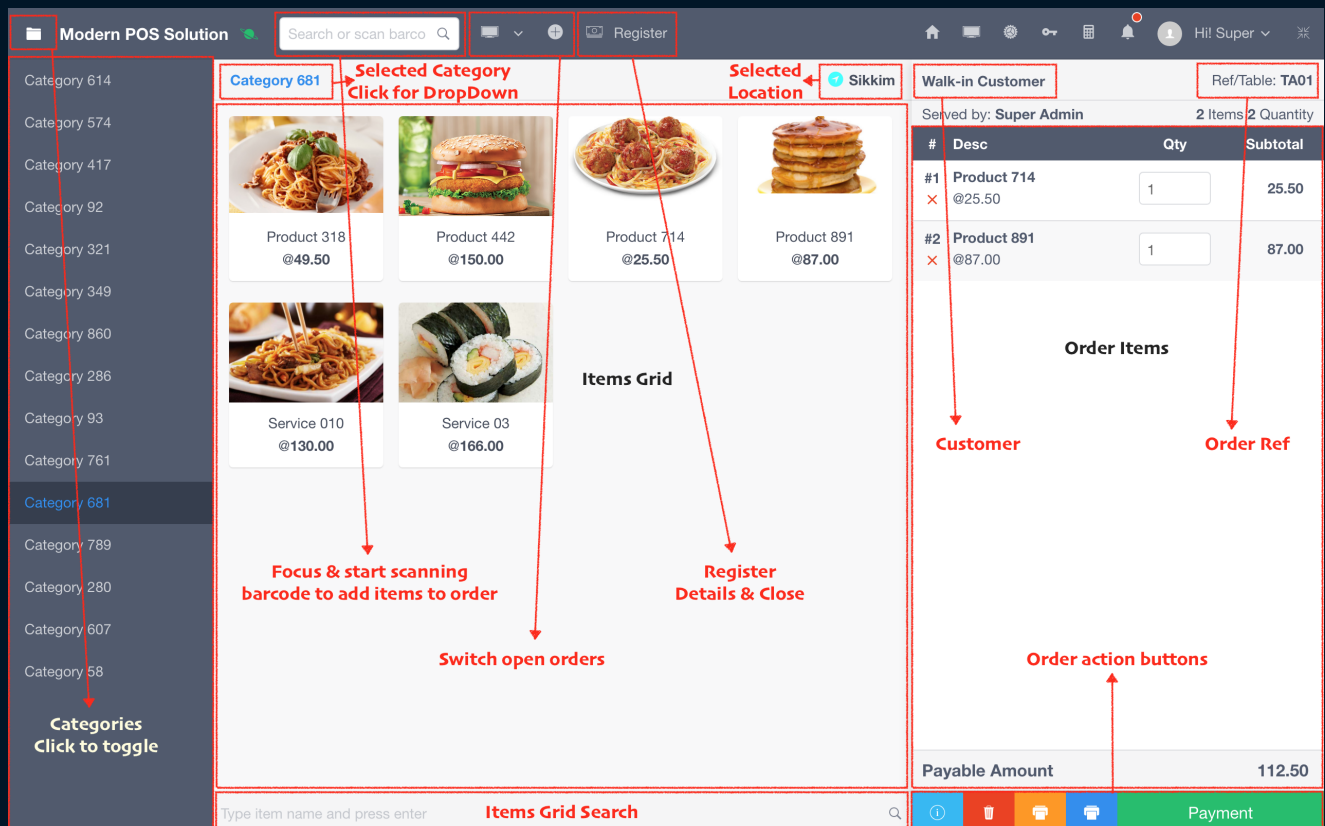 Modern POS Solution
Search or scan barco
Register
Hi! Super
Category 614
Category 574
Category 417
Category 92
Category 321
Category 349
Category 860
Category 286
Category 93
Category 761
Category 681
Category 789
Category 280
Category 607
Category 58
Categories
Click to toggle
Category 681
Selected Category
Click for DropDown
Selected
Location
Sikkim
Product 318
@49.50
Product 442
@150.00
Product 714
@25.50
Product 891
@87.00
Service 010
@130.00
Service 03
@166.00
Items Grid
Focus & start scanning
barcode to add items to order
Register
Details & Close
Switch open orders
Type item name and press enter
Items Grid Search
Walk-in Customer
Ref/Table: TA01
Served by: Super Admin
2 Items 2 Quantity
# Desc Qty Subtotal
#1 Product 714 1 25.50
@25.50
#2 Product 891 1 87.00
@87.00
Order Items
Customer
Order Ref
Order action buttons
Payable Amount 112.50
Payment